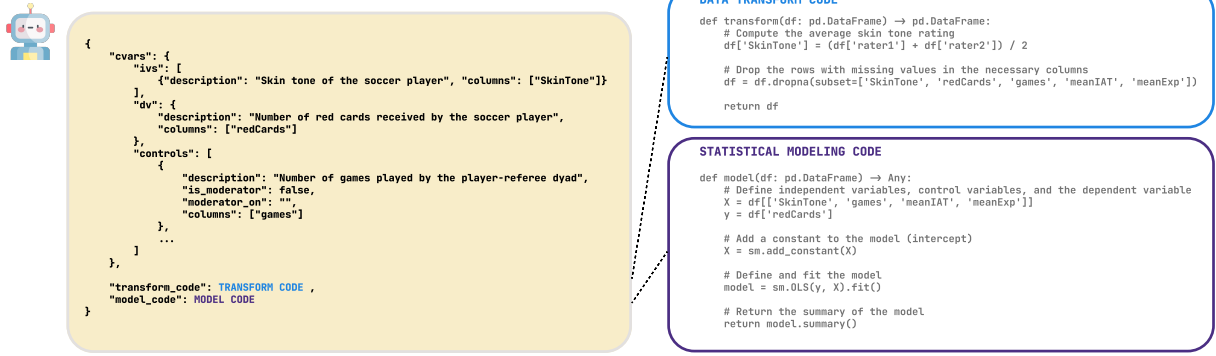 {
    "cvars": {
        "ivs": [
            {"description": "Skin tone of the soccer player", "columns": ["SkinTone"]}
        ],
        "dv": {
            "description": "Number of red cards received by the soccer player",
            "columns": ["redCards"]
        },
        "controls": [
            {
                "description": "Number of games played by the player-referee dyad",
                "is_moderator": false,
                "moderator_on": "",
                "columns": ["games"]
            },
            ...
        ]
    },
    "transform_code": TRANSFORM CODE ,
    "model_code": MODEL CODE
}
DATA TRANSFORM CODE
def transform(df: pd.DataFrame) -> pd.DataFrame:
    # Compute the average skin tone rating
    df['SkinTone'] = (df['rater1'] + df['rater2']) / 2
    # Drop the rows with missing values in the necessary columns
    df = df.dropna(subset=['SkinTone', 'redCards', 'games', 'meanIAT', 'meanExp'])
    return df
STATISTICAL MODELING CODE
def model(df: pd.DataFrame) -> Any:
    # Define independent variables, control variables, and the dependent variable
    X = df[['SkinTone', 'games', 'meanIAT', 'meanExp']]
    y = df['redCards']
    # Add a constant to the model (intercept)
    X = sm.add_constant(X)
    # Define and fit the model
    model = sm.OLS(y, X).fit()
    # Return the summary of the model
    return model.summary()